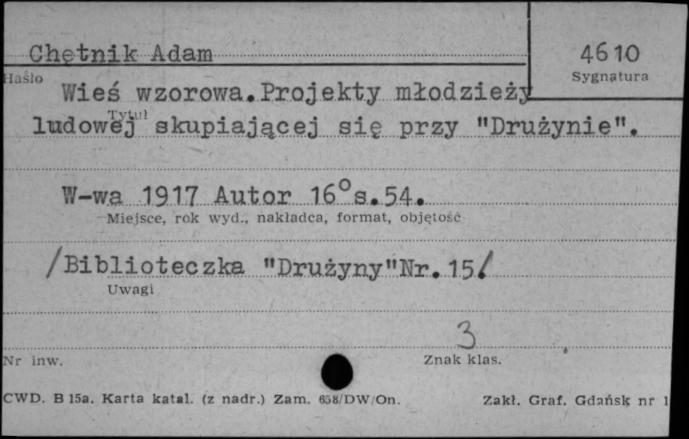 Chętnik Adam
4610
Hasło
Sygnatura
Wieś wzorowa.Projekty młodzieży
Tytuł
ludowej skupiającej się przy "Drużynie".
W-wa 1917 Autor 16° s.54.
Miejsce, rok wyd., nakładca, format, objętość
/Biblioteczka "Drużyny"Nr.15/
Uwagi
3
Nr inw.
Znak klas.
CWD. B 15a. Karta katal. (z nadr.) Zam. 658/DW/On.
Zakł. Graf. Gdańsk nr 1